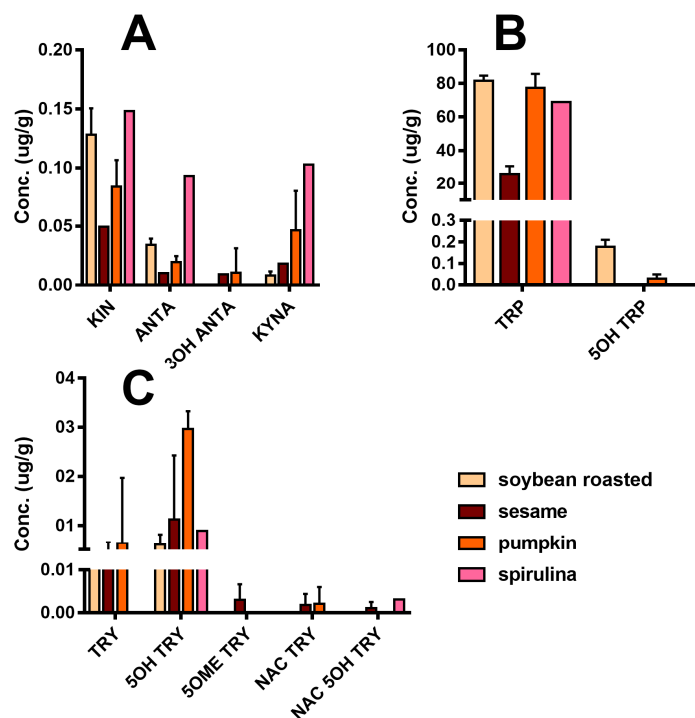 A
Conc. (ug/g)
0.20
0.15
0.10
0.05
0.00
KIN
ANTA
3OH ANTA
KYNA
B
Conc. (ug/g)
100
80
60
40
20
0.3
0.2
0.1
0.0
TRP
5OH TRP
C
Conc. (ug/g)
04
03
02
01
0.01
0.00
TRY
5OH TRY
5OME TRY
NAC TRY
NAC 5OH TRY
soybean roasted
sesame
pumpkin
spirulina